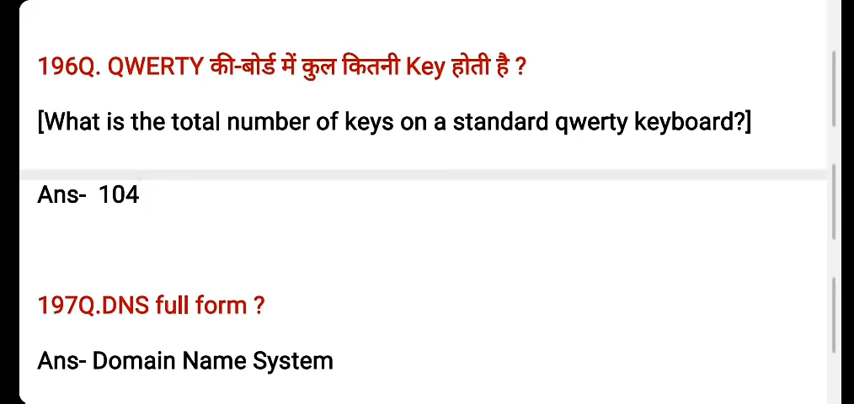 196Q. QWERTY की-बोर्ड में कुल कितनी Key होती है ?
[What is the total number of keys on a standard qwerty keyboard?]
Ans- 104
197Q.DNS full form ?
Ans- Domain Name System